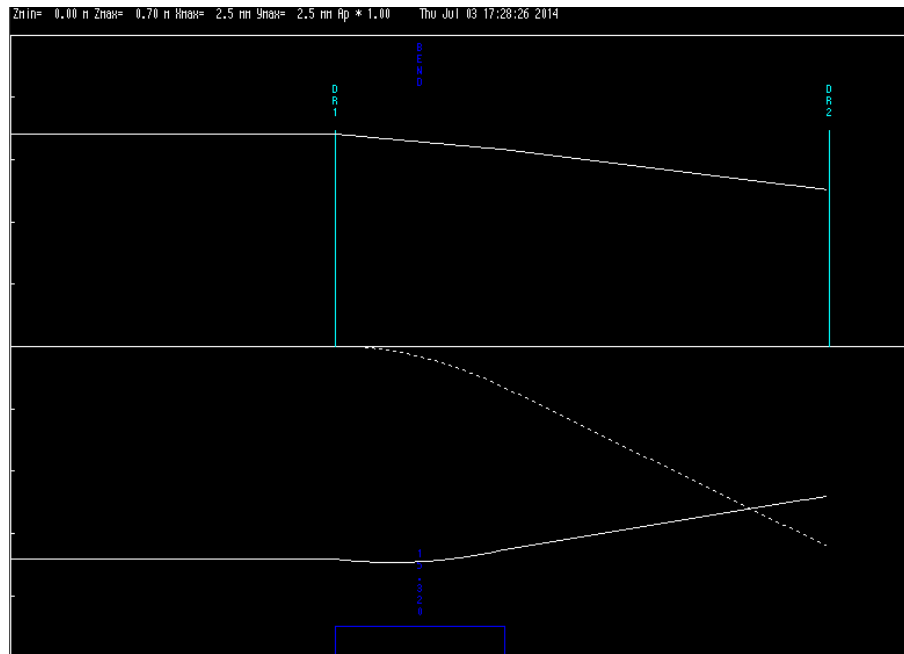 Zmin=  0.00 m Zmax=  0.70 m Xmax=  2.5 mm Ymax=  2.5 mm Ap * 1.00    Thu Jul 03 17:28:26 2014
BEND
DR1
DR2